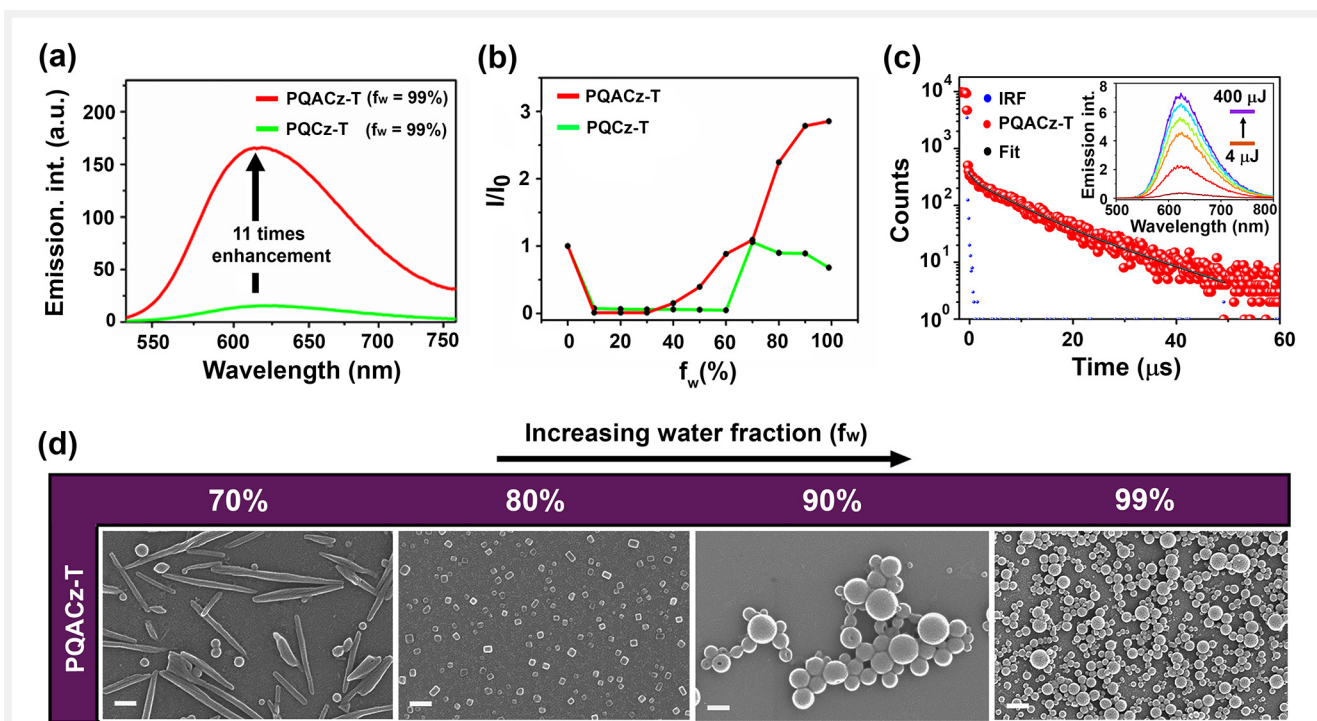 (a)
Emission. int. (a.u.)
200
150
100
50
25
0
PQACz-T (fw = 99%)
PQCz-T (fw = 99%)
11 times
enhancement
550
600
650
700
750
Wavelength (nm)
(b)
I/I0
3
2
1
0
PQACz-T
PQCz-T
0
20
40
60
80
100
fw(%)
(c)
Counts
10^4
10^3
10^2
10^1
10^0
IRF
PQACz-T
Fit
Emission int.
8
6
4
2
0
400 μJ
4 μJ
500
600
700
800
Wavelength (nm)
0
20
40
60
Time (μs)
(d)
Increasing water fraction (fw)
70%
80%
90%
99%
PQACz-T